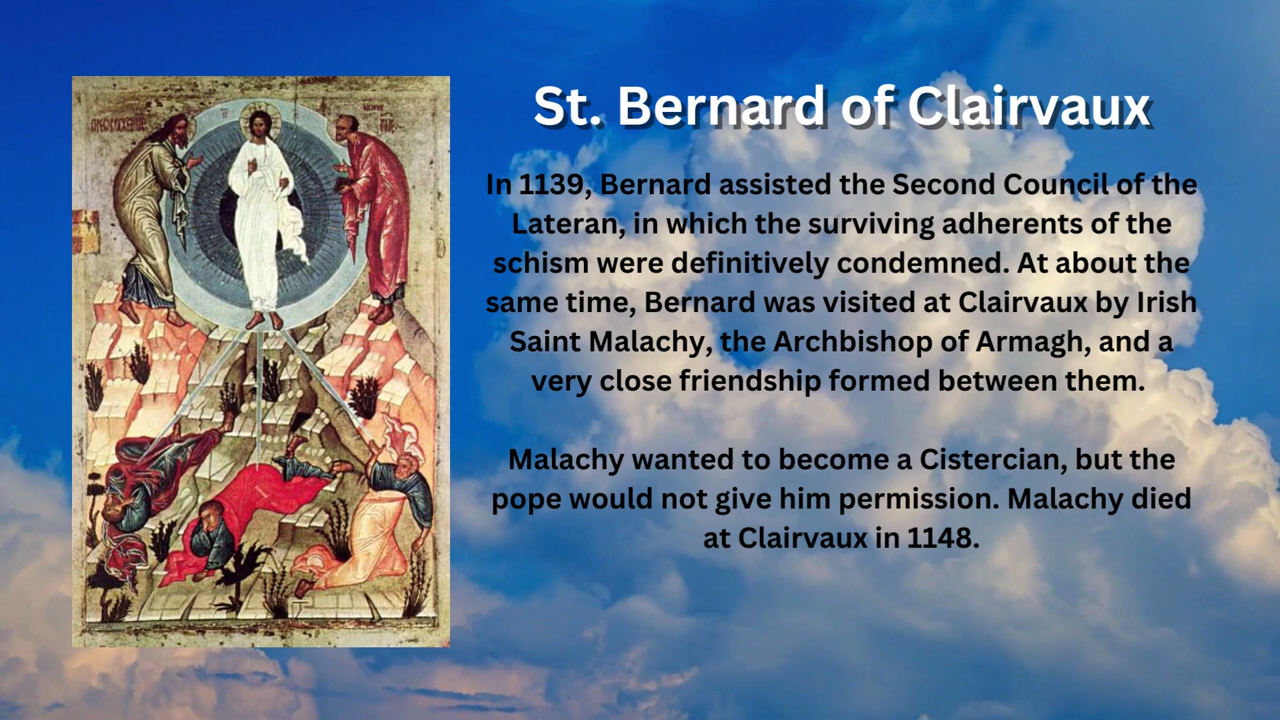 St. Bernard of Clairvaux
In 1139, Bernard assisted the Second Council of the
Lateran, in which the surviving adherents of the
schism were definitively condemned. At about the
same time, Bernard was visited at Clairvaux by Irish
Saint Malachy, the Archbishop of Armagh, and a
very close friendship formed between them.
Malachy wanted to become a Cistercian, but the
pope would not give him permission. Malachy died
at Clairvaux in 1148.